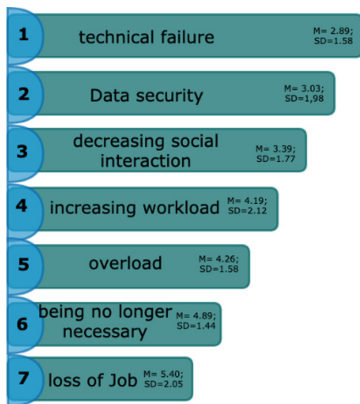 1 technical failure M= 2.89;
SD=1.58
2 Data security M= 3.03;
SD=1,98
3 decreasing social
interaction M= 3.39;
SD=1.77
4 increasing workload M= 4.19;
SD=2.12
5 overload M= 4.26;
SD=1.58
6 being no longer
necessary M= 4.89;
SD=1.44
7 loss of Job M= 5.40;
SD=2.05